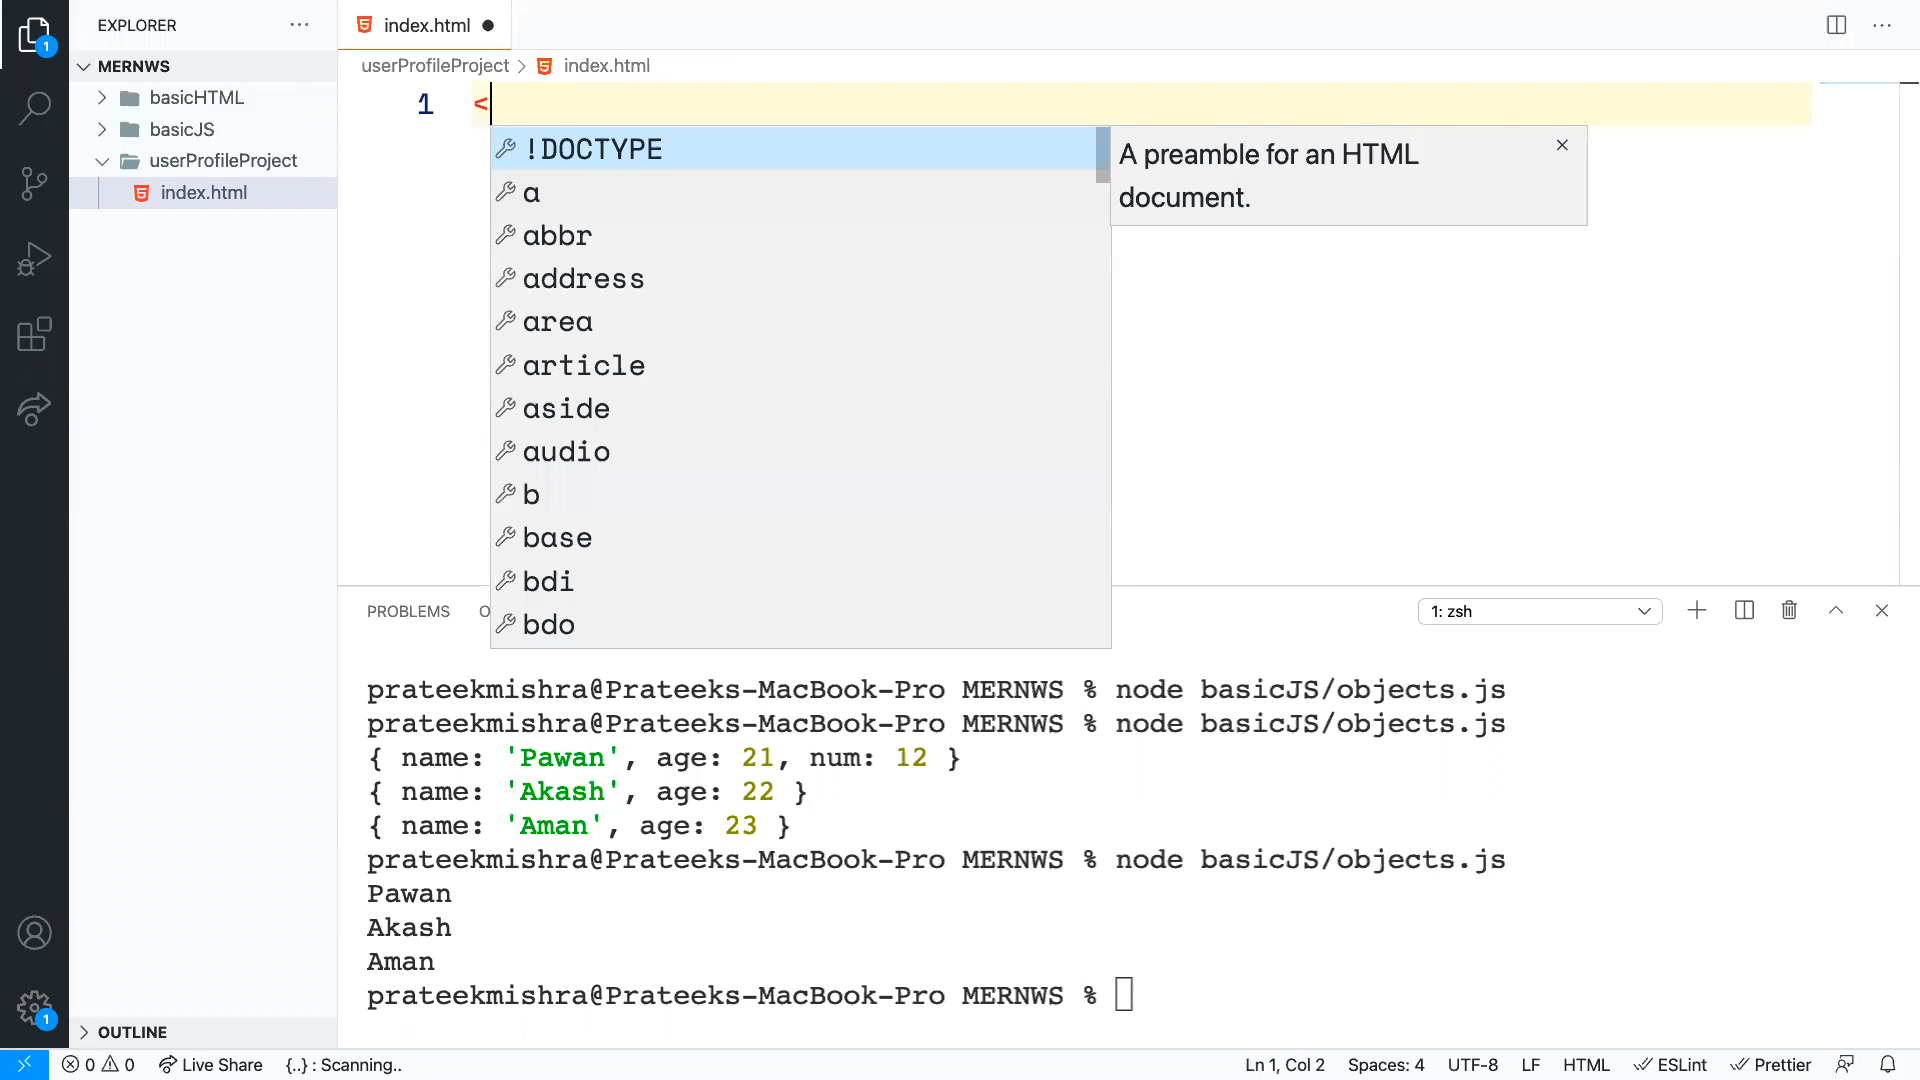 EXPLORER
MERNWS
basicHTML
basicJS
userProfileProject
index.html
OUTLINE
index.html
userProfileProject > index.html
1 <
!DOCTYPE
a
abbr
address
area
article
aside
audio
b
base
bdi
bdo
A preamble for an HTML
document.
PROBLEMS O
1: zsh
prateekmishra@Prateeks-MacBook-Pro MERNWS % node basicJS/objects.js
prateekmishra@Prateeks-MacBook-Pro MERNWS % node basicJS/objects.js
{ name: 'Pawan', age: 21, num: 12 }
{ name: 'Akash', age: 22 }
{ name: 'Aman', age: 23 }
prateekmishra@Prateeks-MacBook-Pro MERNWS % node basicJS/objects.js
Pawan
Akash
Aman
prateekmishra@Prateeks-MacBook-Pro MERNWS %
1
1
0 0 Live Share {..} : Scanning.. Ln 1, Col 2 Spaces: 4 UTF-8 LF HTML ESLint Prettier